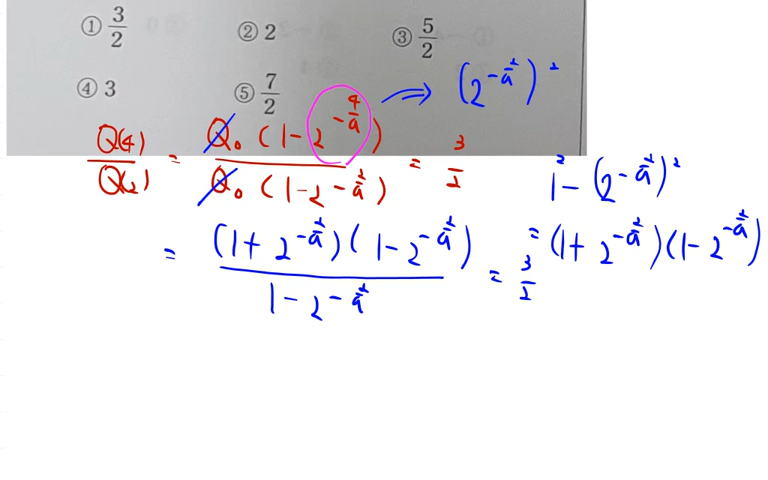 ① 3/2 ② 2 ③ 5/2
④ 3 ⑤ 7/2
Q(4)/Q(2) = Q₀(1-2^(-4/a))/Q₀(1-2^(-2/a)) = 3/2
→ (2^(-2/a))²
1² - (2^(-2/a))²
= (1+2^(-2/a))(1-2^(-2/a))
= (1+2^(-2/a))(1-2^(-2/a))/1-2^(-2/a) = 3/2